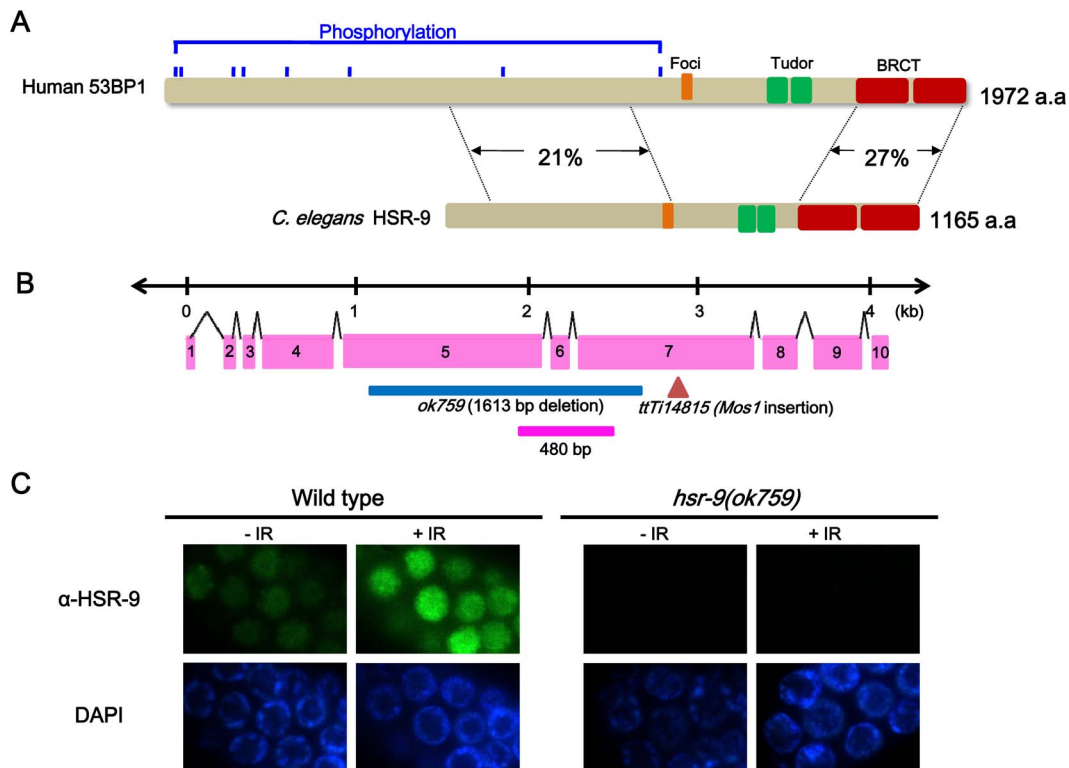 A
Phosphorylation
Foci
Tudor
BRCT
Human 53BP1
1972 a.a
21%
27%
C. elegans HSR-9
1165 a.a
B
0
1
2
3
4
(kb)
1
2
3
4
5
6
7
8
9
10
ok759 (1613 bp deletion)
ttTi14815 (Mos1 insertion)
480 bp
C
Wild type
hsr-9(ok759)
- IR
+ IR
- IR
+ IR
α-HSR-9
DAPI